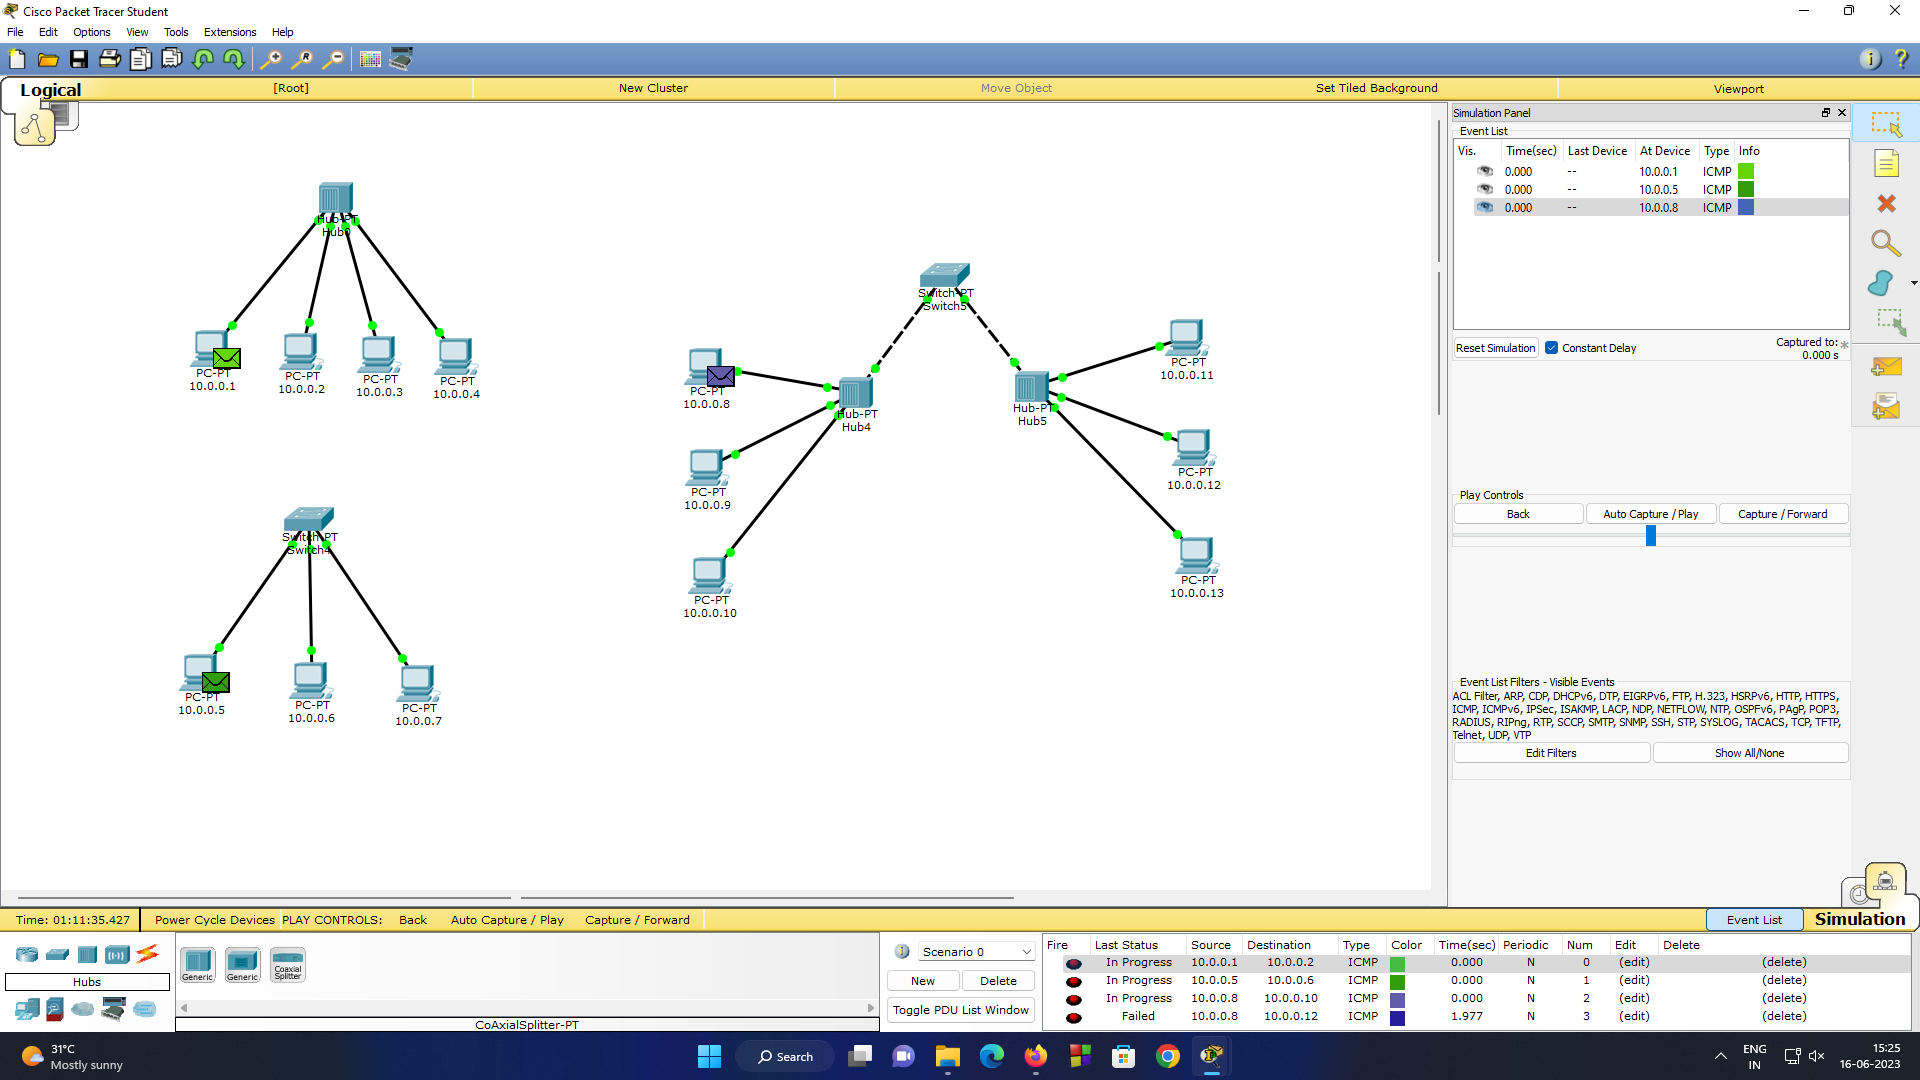 Cisco Packet Tracer Student
File Edit Options View Tools Extensions Help
Logical [Root] New Cluster Move Object Set Tiled Background Viewport
Hub-PT
Hub0
PC-PT
10.0.0.1
PC-PT
10.0.0.2
PC-PT
10.0.0.3
PC-PT
10.0.0.4
Switch-PT
Switch4
PC-PT
10.0.0.5
PC-PT
10.0.0.6
PC-PT
10.0.0.7
Switch-PT
Switch5
PC-PT
10.0.0.8
Hub-PT
Hub4
PC-PT
10.0.0.9
PC-PT
10.0.0.10
Hub-PT
Hub5
PC-PT
10.0.0.11
PC-PT
10.0.0.12
PC-PT
10.0.0.13
Simulation Panel
Event List
Vis. Time(sec) Last Device At Device Type Info
0.000 -- 10.0.0.1 ICMP
0.000 -- 10.0.0.5 ICMP
0.000 -- 10.0.0.8 ICMP
Reset Simulation Constant Delay Captured to: *
0.000 s
Play Controls
Back Auto Capture / Play Capture / Forward
Event List Filters - Visible Events
ACL Filter, ARP, CDP, DHCPv6, DTP, EIGRPv6, FTP, H.323, HSRPv6, HTTP, HTTPS,
ICMP, ICMPv6, IPSec, ISAKMP, LACP, NDP, NETFLOW, NTP, OSPFv6, PAgP, POP3,
RADIUS, RIPng, RTP, SCCP, SMTP, SNMP, SSH, STP, SYSLOG, TACACS, TCP, TFTP,
Telnet, UDP, VTP
Edit Filters Show All/None
Time: 01:11:35.427 Power Cycle Devices PLAY CONTROLS: Back Auto Capture / Play Capture / Forward Event List Simulation
Hubs
Generic Generic Coaxial Splitter
CoAxialSplitter-PT
Scenario 0
New Delete
Toggle PDU List Window
Fire Last Status Source Destination Type Color Time(sec) Periodic Num Edit Delete
In Progress 10.0.0.1 10.0.0.2 ICMP 0.000 N 0 (edit) (delete)
In Progress 10.0.0.5 10.0.0.6 ICMP 0.000 N 1 (edit) (delete)
In Progress 10.0.0.8 10.0.0.10 ICMP 0.000 N 2 (edit) (delete)
Failed 10.0.0.8 10.0.0.12 ICMP 1.977 N 3 (edit) (delete)
31°C
Mostly sunny
Search
ENG
IN
15:25
16-06-2023